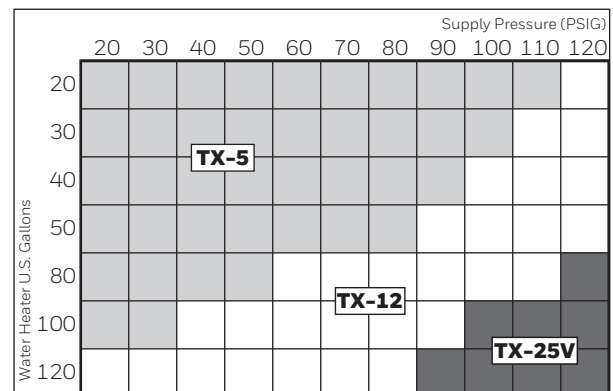 Supply Pressure (PSIG)
20 30 40 50 60 70 80 90 100 110 120
Water Heater U.S. Gallons
20
30
TX-5
40
50
80
TX-12
100
TX-25V
120